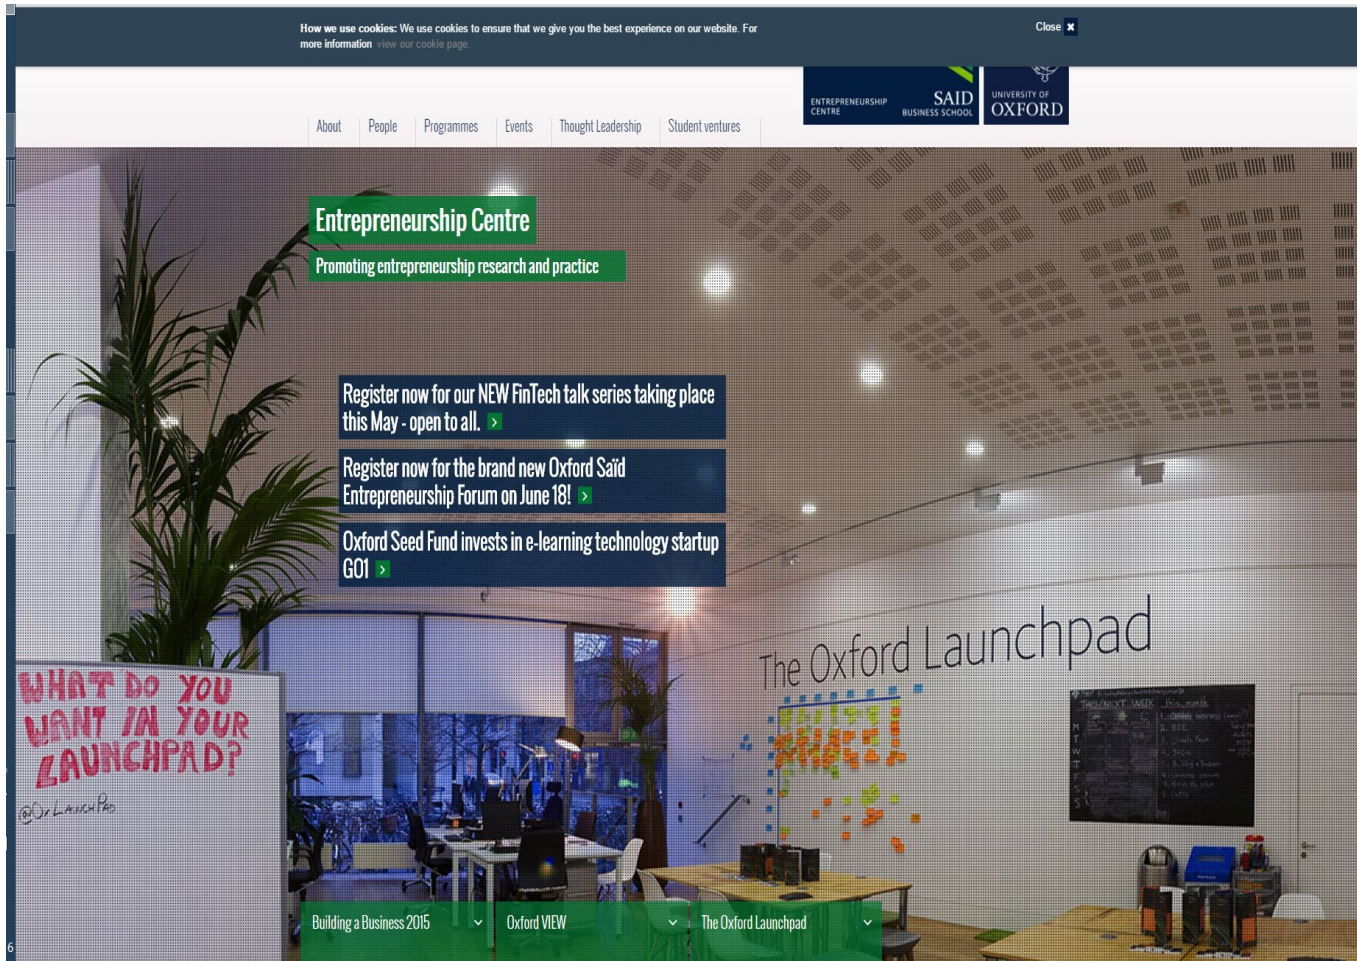 How we use cookies: We use cookies to ensure that we give you the best experience on our website. For
more information view our cookie page.
Close
ENTREPRENEURSHIP
CENTRE
SAID
BUSINESS SCHOOL
UNIVERSITY OF
OXFORD
About
People
Programmes
Events
Thought Leadership
Student ventures
Entrepreneurship Centre
Promoting entrepreneurship research and practice
Register now for our NEW FinTech talk series taking place
this May - open to all.
Register now for the brand new Oxford Saïd
Entrepreneurship Forum on June 18!
Oxford Seed Fund invests in e-learning technology startup
GO1
The Oxford Launchpad
WHAT DO YOU
WANT IN YOUR
LAUNCHPAD?
@OxLaunchPad
THIS/NEXT WEEK
M
T
W
T
F
S
S
Building a Business 2015
Oxford VIEW
The Oxford Launchpad
6